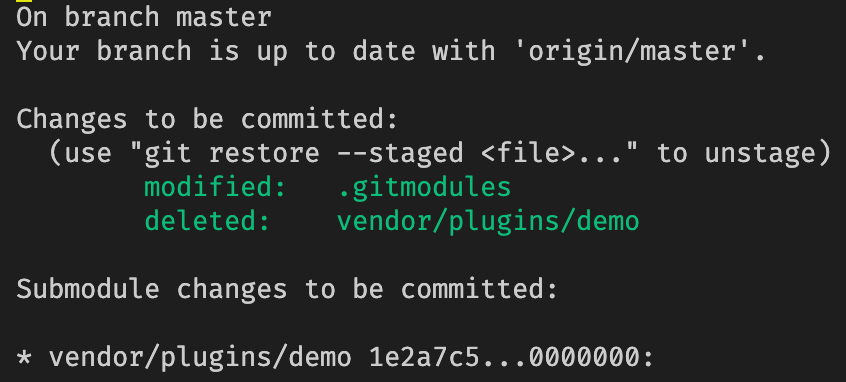 On branch master
Your branch is up to date with 'origin/master'.

Changes to be committed:
  (use "git restore --staged <file>..." to unstage)
        modified:   .gitmodules
        deleted:    vendor/plugins/demo

Submodule changes to be committed:

* vendor/plugins/demo 1e2a7c5...0000000: